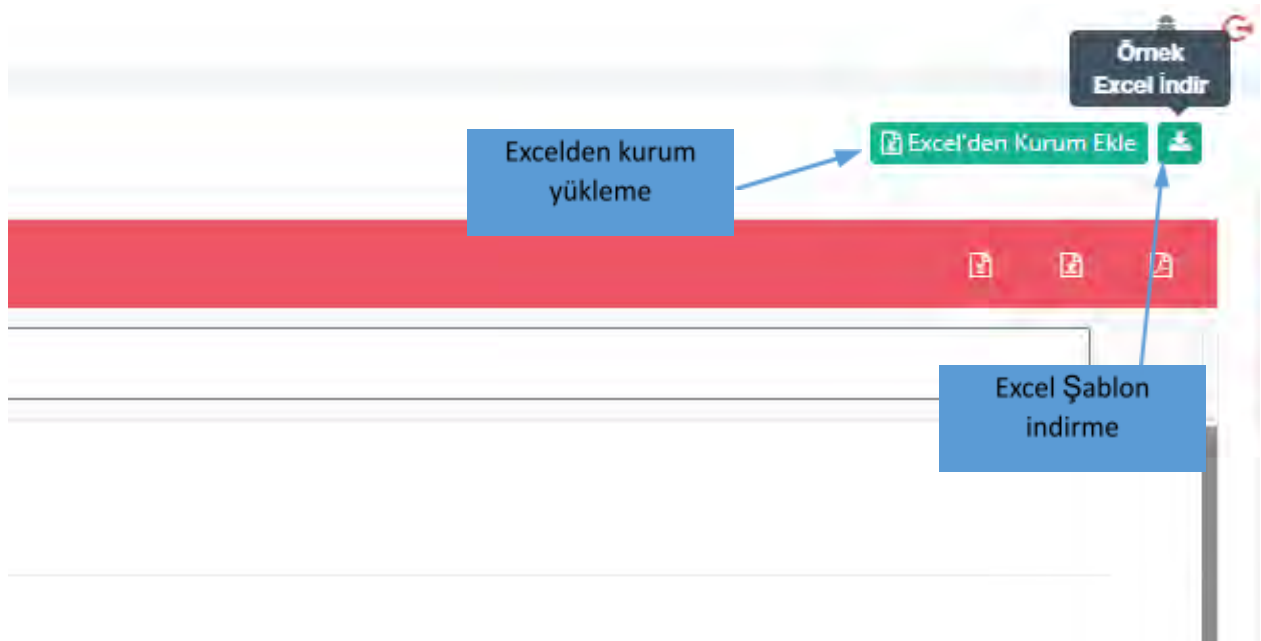 Örnek
Excel İndir
Excel'den Kurum Ekle
Excelden kurum
yükleme
Excel Şablon
indirme